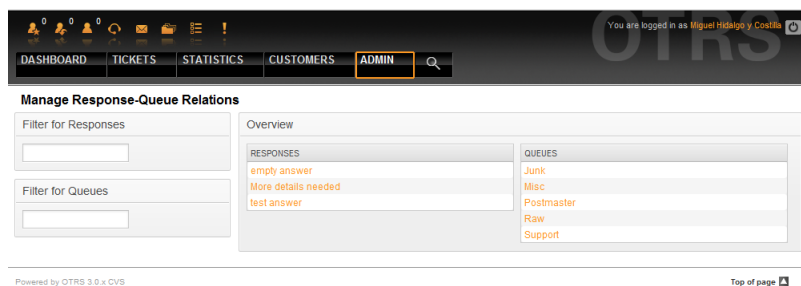 0 0 0
OTRS
You are logged in as Miguel Hidalgo y Costilla
DASHBOARD TICKETS STATISTICS CUSTOMERS ADMIN
Manage Response-Queue Relations
Filter for Responses
Filter for Queues
Overview
RESPONSES
empty answer
More details needed
test answer
QUEUES
Junk
Misc
Postmaster
Raw
Support
Powered by OTRS 3.0.x CVS
Top of page